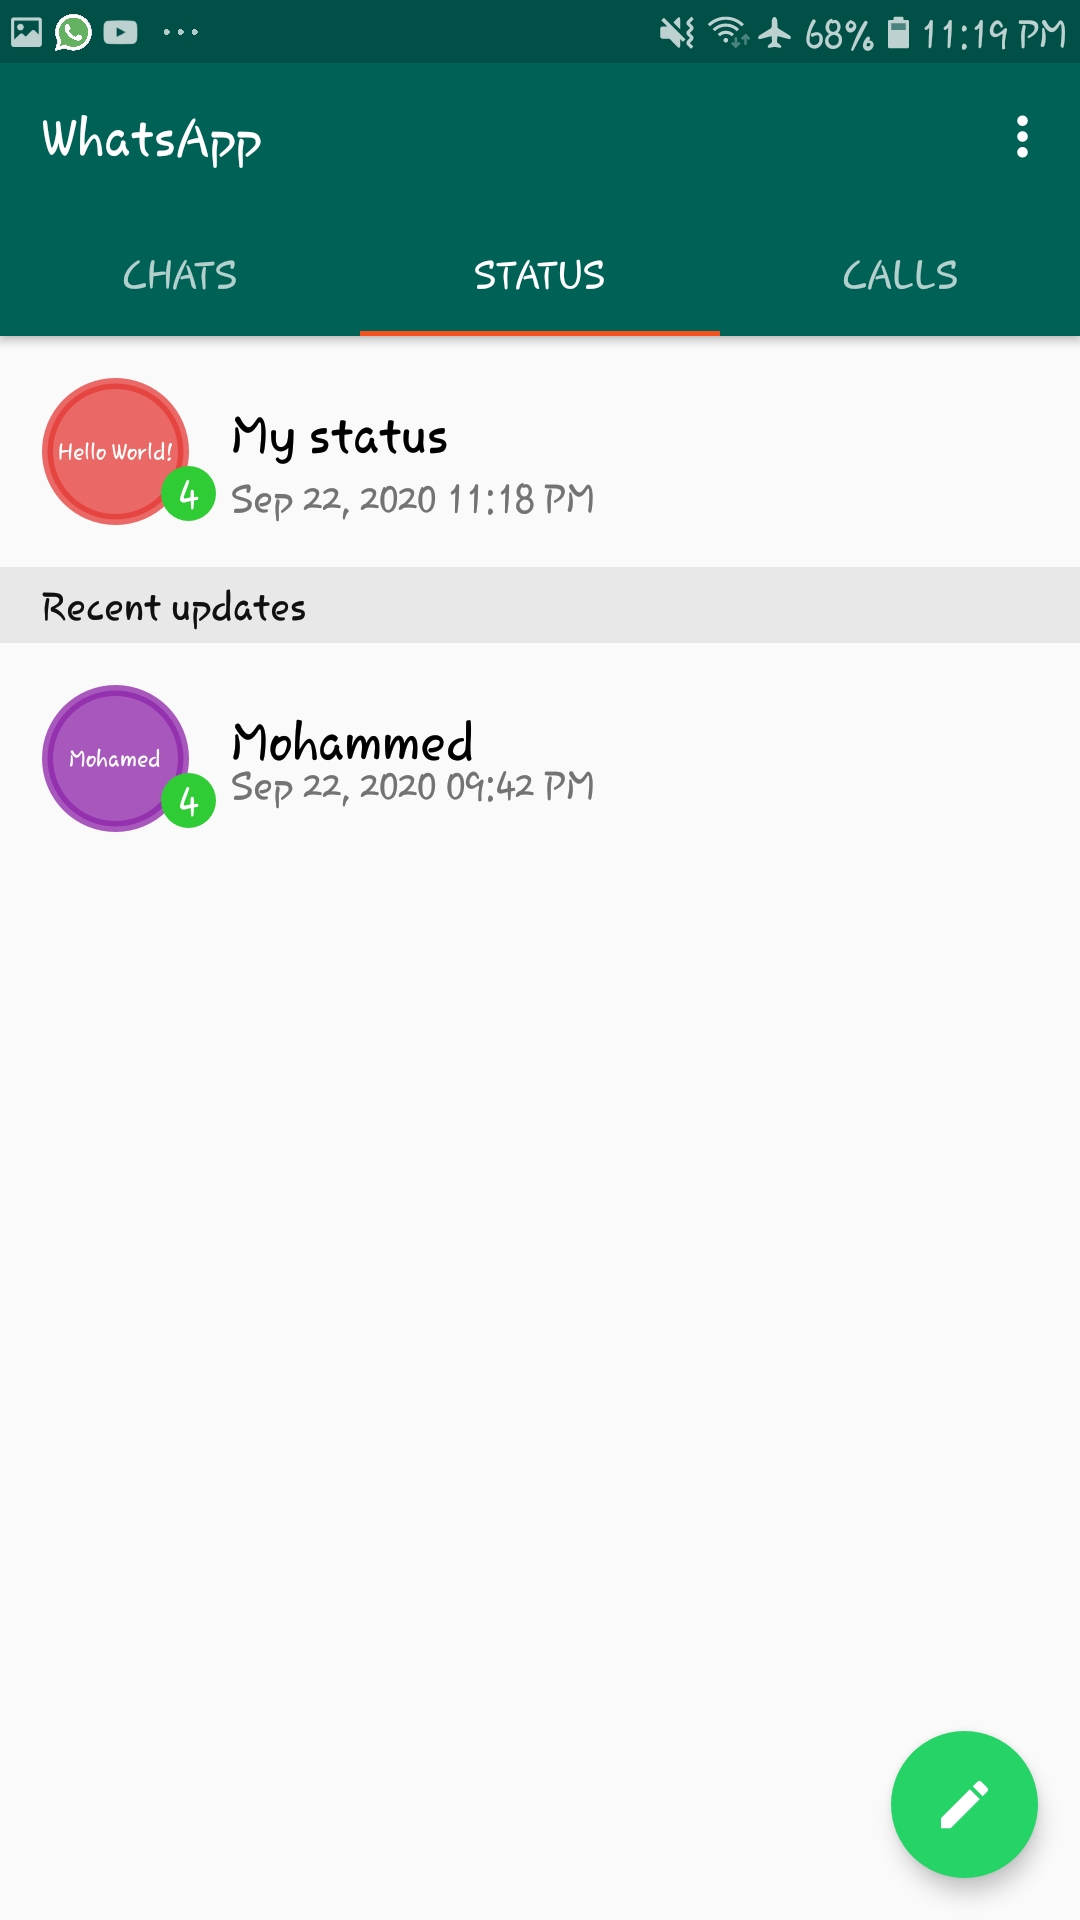 68% 11:19 PM
WhatsApp
CHATS STATUS CALLS
Hello World!
4
My status
Sep 22, 2020 11:18 PM
Recent updates
Mohamed
4
Mohammed
Sep 22, 2020 09:42 PM